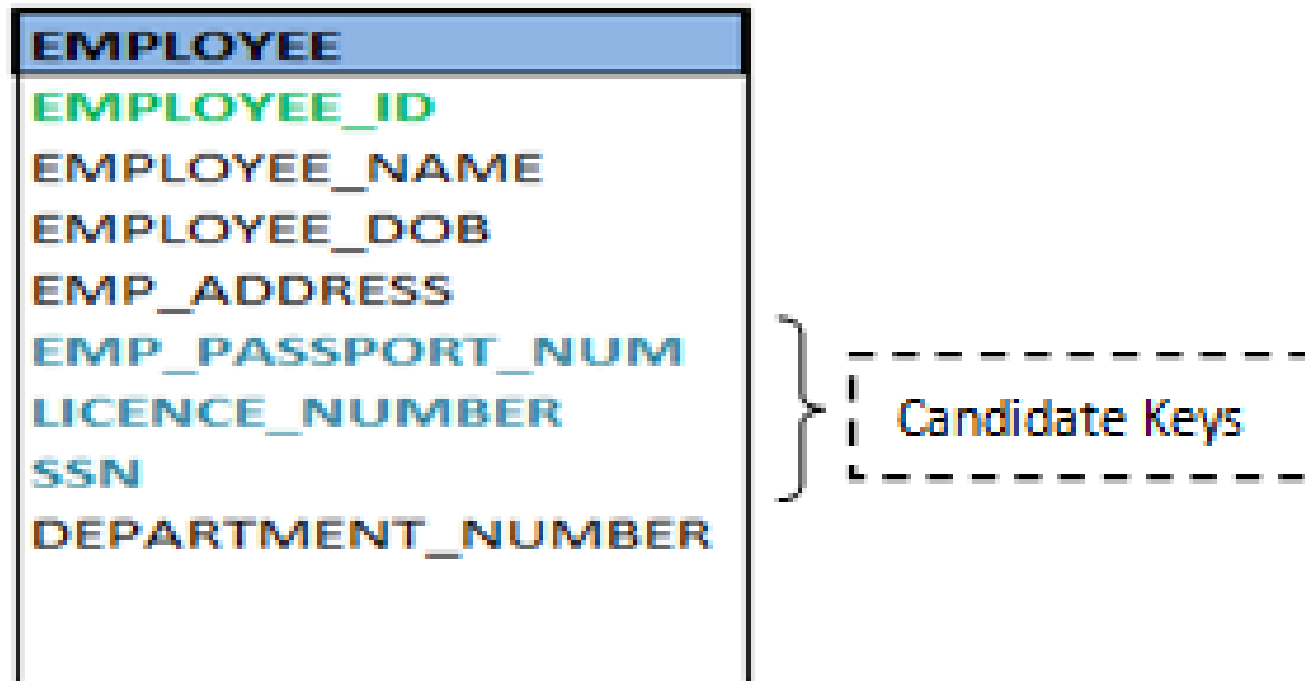 EMPLOYEE
EMPLOYEE_ID
EMPLOYEE_NAME
EMPLOYEE_DOB
EMP_ADDRESS
EMP_PASSPORT_NUM
LICENCE_NUMBER
SSN
DEPARTMENT_NUMBER
Candidate Keys